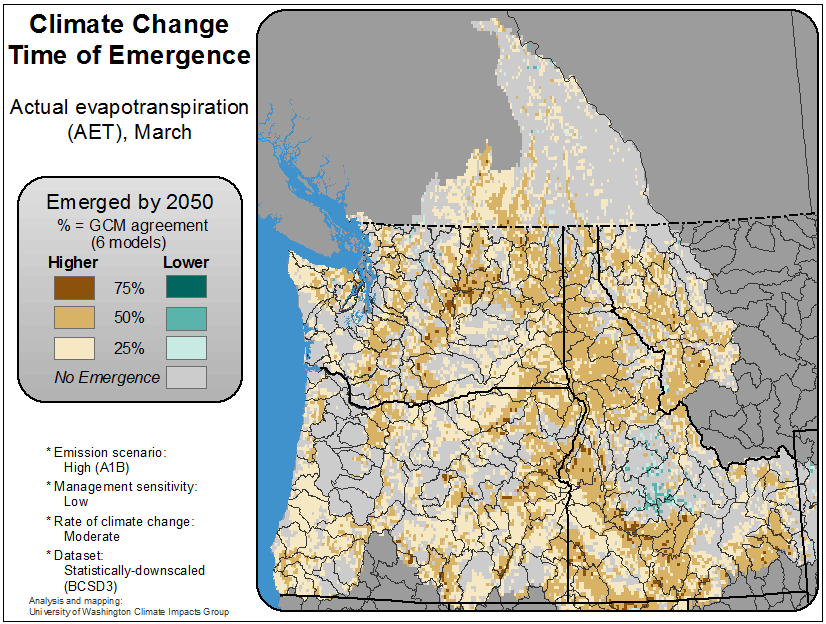 Climate Change
Time of Emergence
Actual evapotranspiration
(AET), March
Emerged by 2050
% = GCM agreement
(6 models)
Higher Lower
75%
50%
25%
No Emergence
* Emission scenario:
High (A1B)
* Management sensitivity:
Low
* Rate of climate change:
Moderate
* Dataset:
Statistically-downscaled
(BCSD3)
Analysis and mapping:
University of Washington Climate Impacts Group